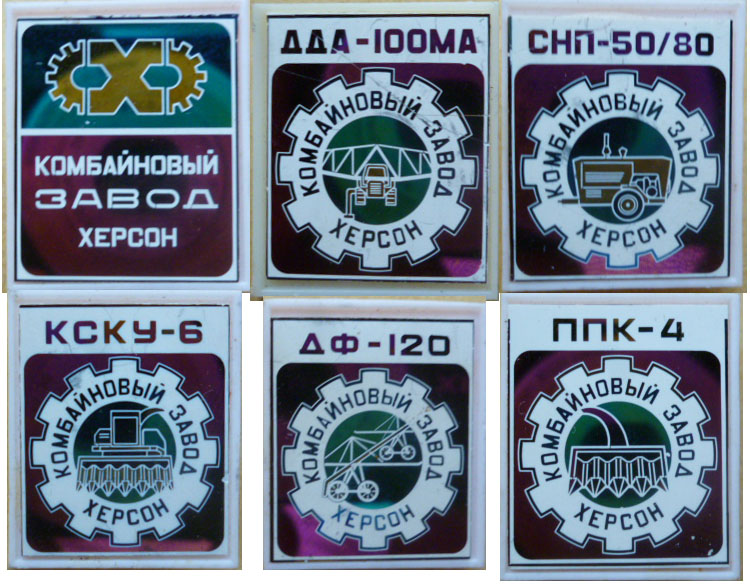 КОМБАЙНОВЫЙ
ЗАВОД
ХЕРСОН
ДДА-100МА
КОМБАЙНОВЫЙ ЗАВОД
ХЕРСОН
СНП-50/80
КОМБАЙНОВЫЙ ЗАВОД
ХЕРСОН
КСКУ-6
КОМБАЙНОВЫЙ ЗАВОД
ХЕРСОН
ДФ-120
КОМБАЙНОВЫЙ ЗАВОД
ХЕРСОН
ППК-4
КОМБАЙНОВЫЙ ЗАВОД
ХЕРСОН